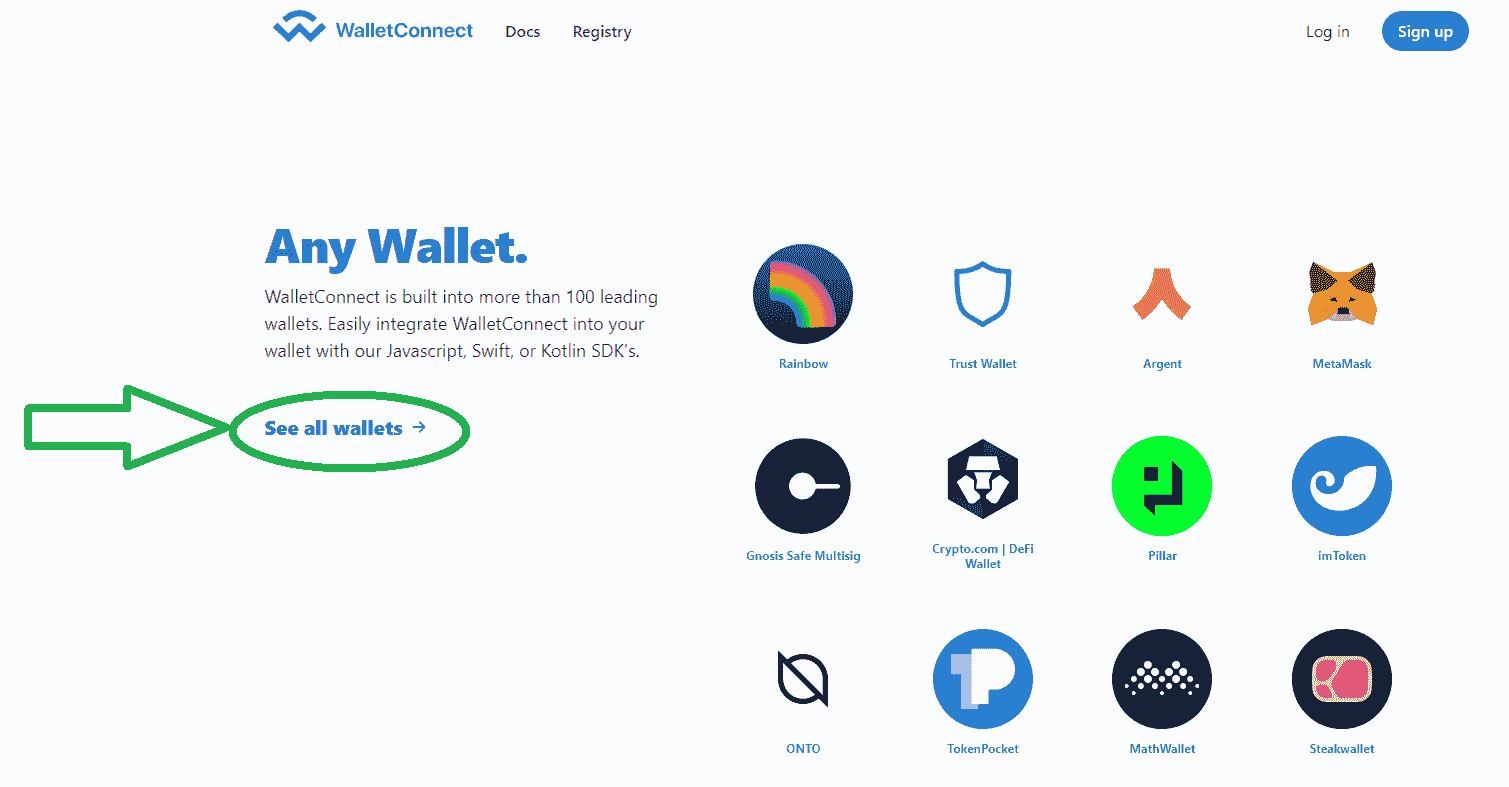 WalletConnect
Docs
Registry
Log in
Sign up
Any Wallet.
WalletConnect is built into more than 100 leading
wallets. Easily integrate WalletConnect into your
wallet with our Javascript, Swift, or Kotlin SDK's.
See all wallets →
Rainbow
Trust Wallet
Argent
MetaMask
Gnosis Safe Multisig
Crypto.com | DeFi
Wallet
Pillar
imToken
ONTO
TokenPocket
MathWallet
Steakwallet